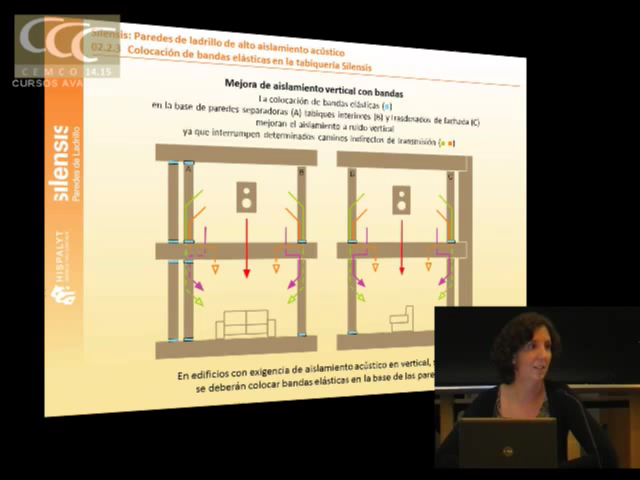 CCC
CEMCO 14.15
CURSOS AVA
Silensis: Paredes de ladrillo de alto aislamiento acústico
02.2.3 Colocación de bandas elásticas en la tabiquería Silensis
Mejora de aislamiento vertical con bandas
La colocación de bandas elásticas (■)
en la base de paredes separadoras (A) tabiques interiores (B) y trasdosados de fachada (C)
mejoran el aislamiento a ruido vertical
ya que interrumpen determinados caminos indirectos de transmisión (■ ■)
silensis
Paredes de Ladrillo
HISPALYT
A
B
B
C
En edificios con exigencia de aislamiento acústico en vertical,
se deberán colocar bandas elásticas en la base de las